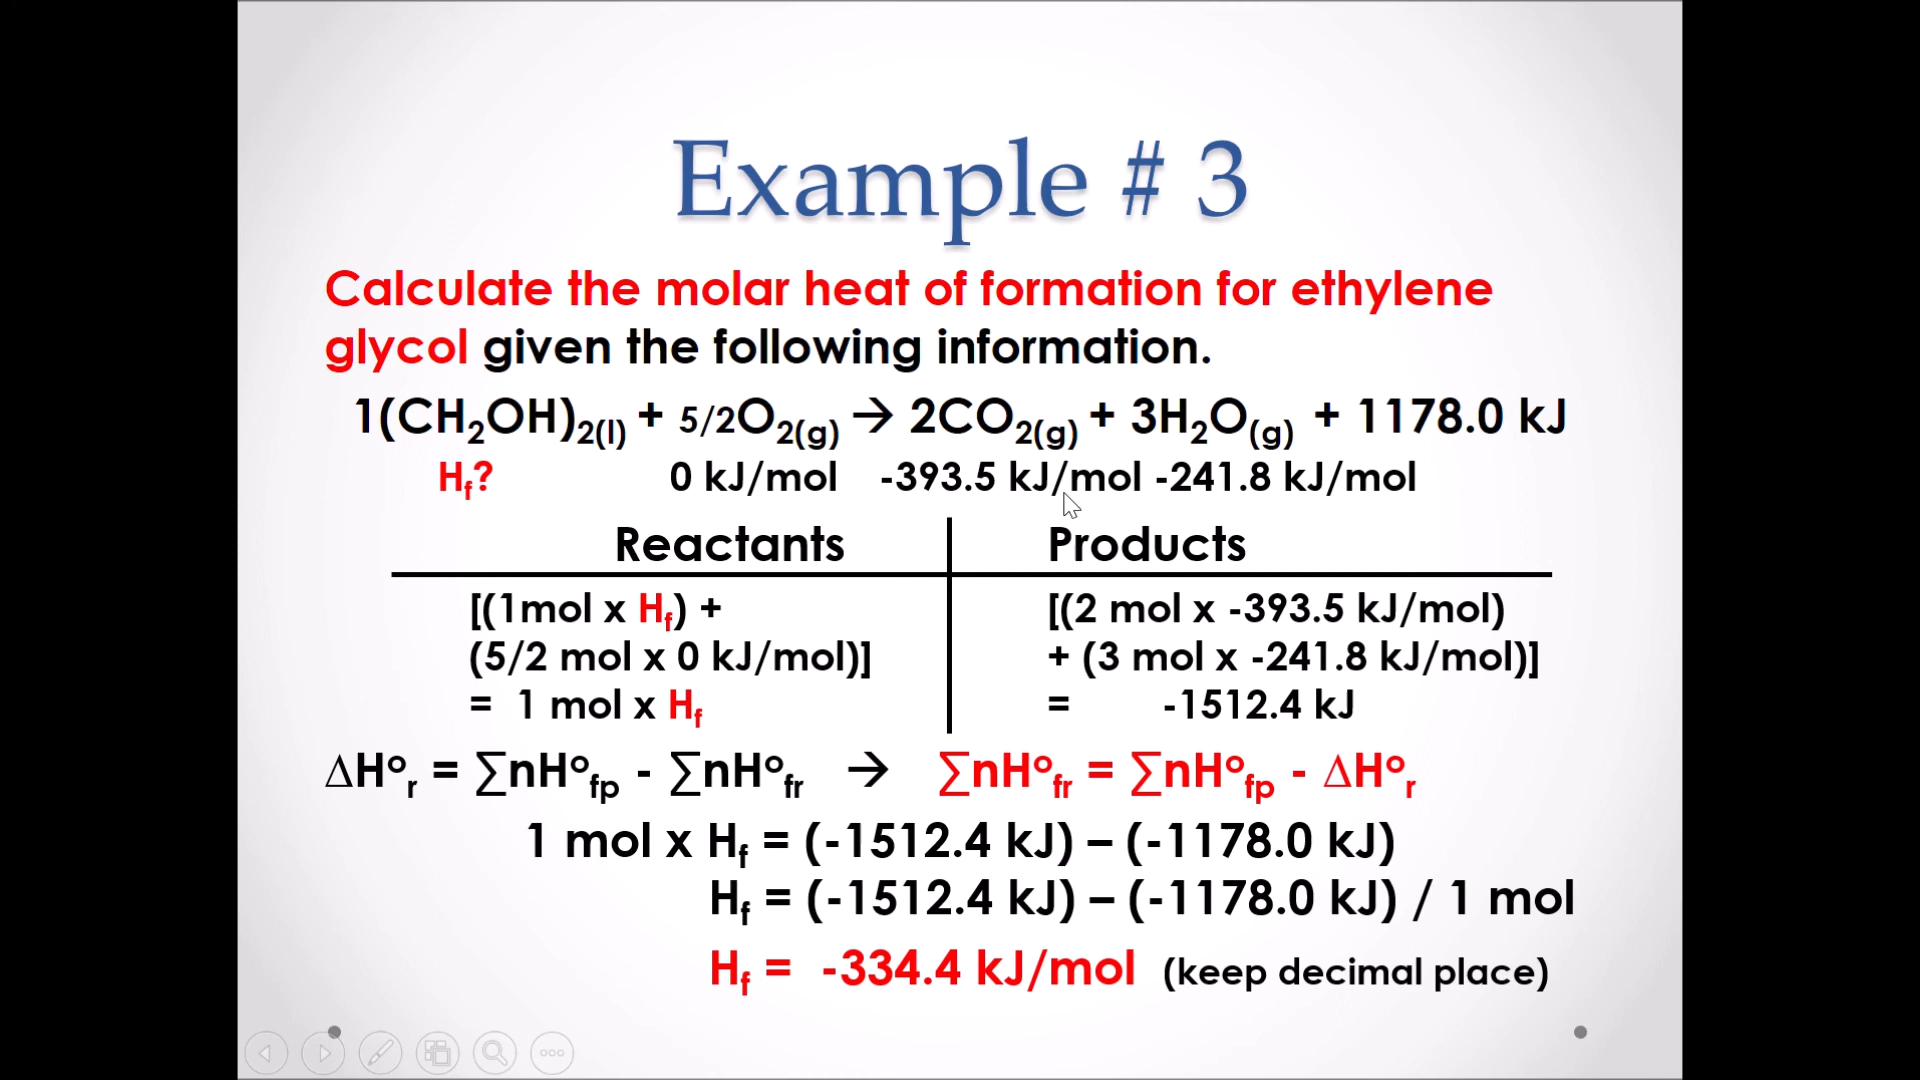 Example # 3
Calculate the molar heat of formation for ethylene
glycol given the following information.
1(CH₂OH)₂₍ₗ₎ + 5/2O₂₍g₎ → 2CO₂₍g₎ + 3H₂O₍g₎ + 1178.0 kJ
Hf? 0 kJ/mol -393.5 kJ/mol -241.8 kJ/mol
Reactants Products
[(1mol x Hf) + [(2 mol x -393.5 kJ/mol)
(5/2 mol x 0 kJ/mol)] + (3 mol x -241.8 kJ/mol)]
= 1 mol x Hf = -1512.4 kJ
ΔH°r = ∑nH°fp - ∑nH°fr → ∑nH°fr = ∑nH°fp - ΔH°r
1 mol x Hf = (-1512.4 kJ) – (-1178.0 kJ)
Hf = (-1512.4 kJ) – (-1178.0 kJ) / 1 mol
Hf = -334.4 kJ/mol (keep decimal place)